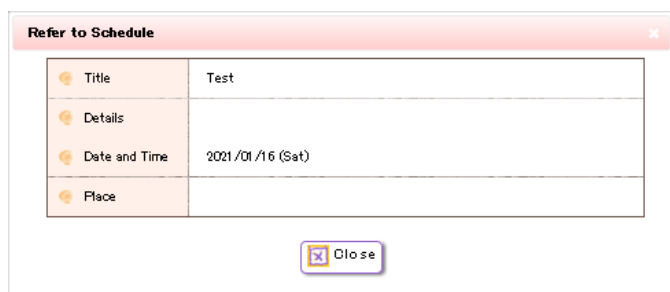 Refer to Schedule
Title Test
Details
Date and Time 2021/01/16 (Sat)
Place
Close